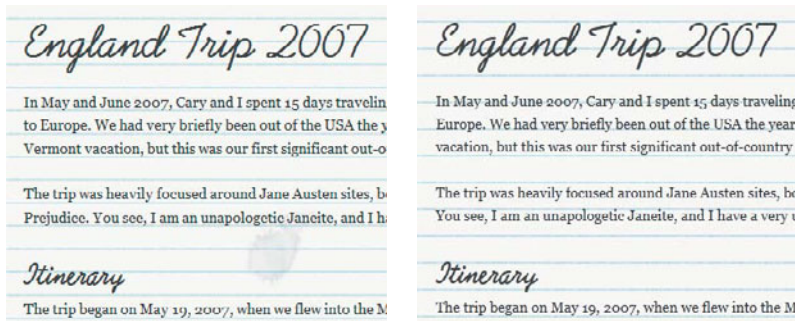 England Trip 2007
In May and June 2007, Cary and I spent 15 days travelin
to Europe. We had very briefly been out of the USA the y
Vermont vacation, but this was our first significant out-o
The trip was heavily focused around Jane Austen sites, b
Prejudice. You see, I am an unapologetic Janeite, and I h
Itinerary
The trip began on May 19, 2007, when we flew into the M
England Trip 2007
In May and June 2007, Cary and I spent 15 days traveling
Europe. We had very briefly been out of the USA the year
vacation, but this was our first significant out-of-country
The trip was heavily focused around Jane Austen sites, bo
You see, I am an unapologetic Janeite, and I have a very u
Itinerary
The trip began on May 19, 2007, when we flew into the M